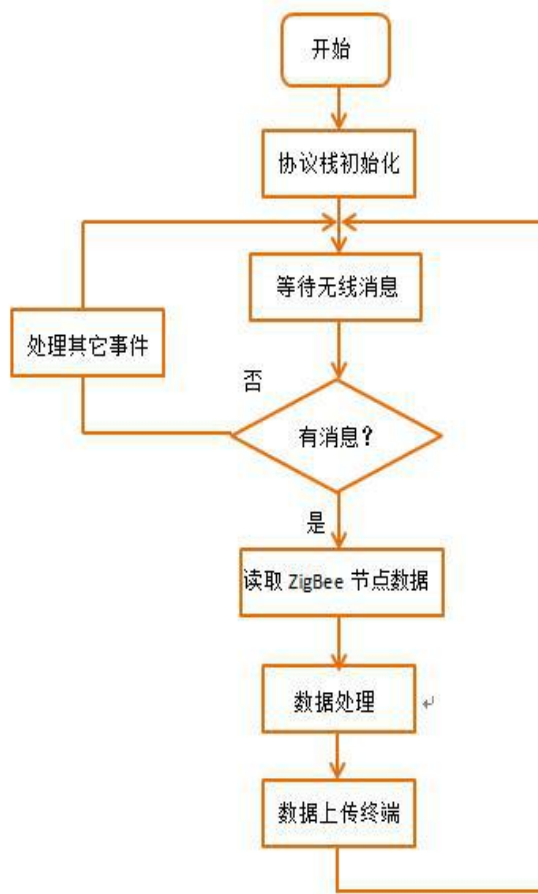 开始
协议栈初始化
等待无线消息
处理其它事件
否
有消息？
是
读取 ZigBee 节点数据
数据处理
数据上传终端